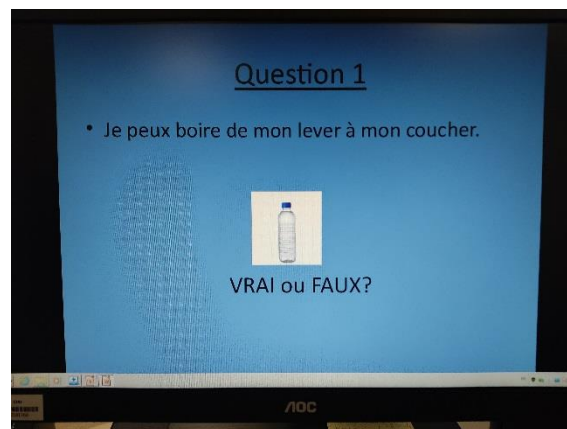 Question 1
• Je peux boire de mon lever à mon coucher.
VRAI ou FAUX?
AOC